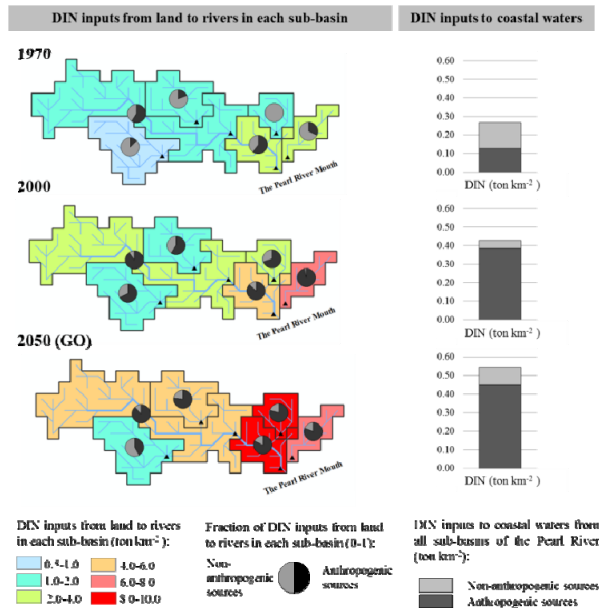 DIN inputs from land to rivers in each sub-basin
DIN inputs to coastal waters
1970
The Pearl River Mouth
0.60
0.50
0.40
0.30
0.20
0.10
0.00
DIN (ton km-2 )
2000
The Pearl River Mouth
0.60
0.50
0.40
0.30
0.20
0.10
0.00
DIN (ton km-2 )
2050 (GO)
The Pearl River Mouth
0.60
0.50
0.40
0.30
0.20
0.10
0.00
DIN (ton km-2 )
DIN inputs from land to rivers
in each sub-basin (ton km-2 ):
0.5-1.0
1.0-2.0
2.0-4.0
4.0-6.0
6.0-8.0
8.0-10.0
Fraction of DIN inputs from land
to rivers in each sub-basin (0-1):
Non-
anthropogenic
sources
Anthropogenic
sources
DIN inputs to coastal waters from
all sub-basins of the Pearl River
(ton km-2):
Non-anthropogenic sources
Anthropogenic sources